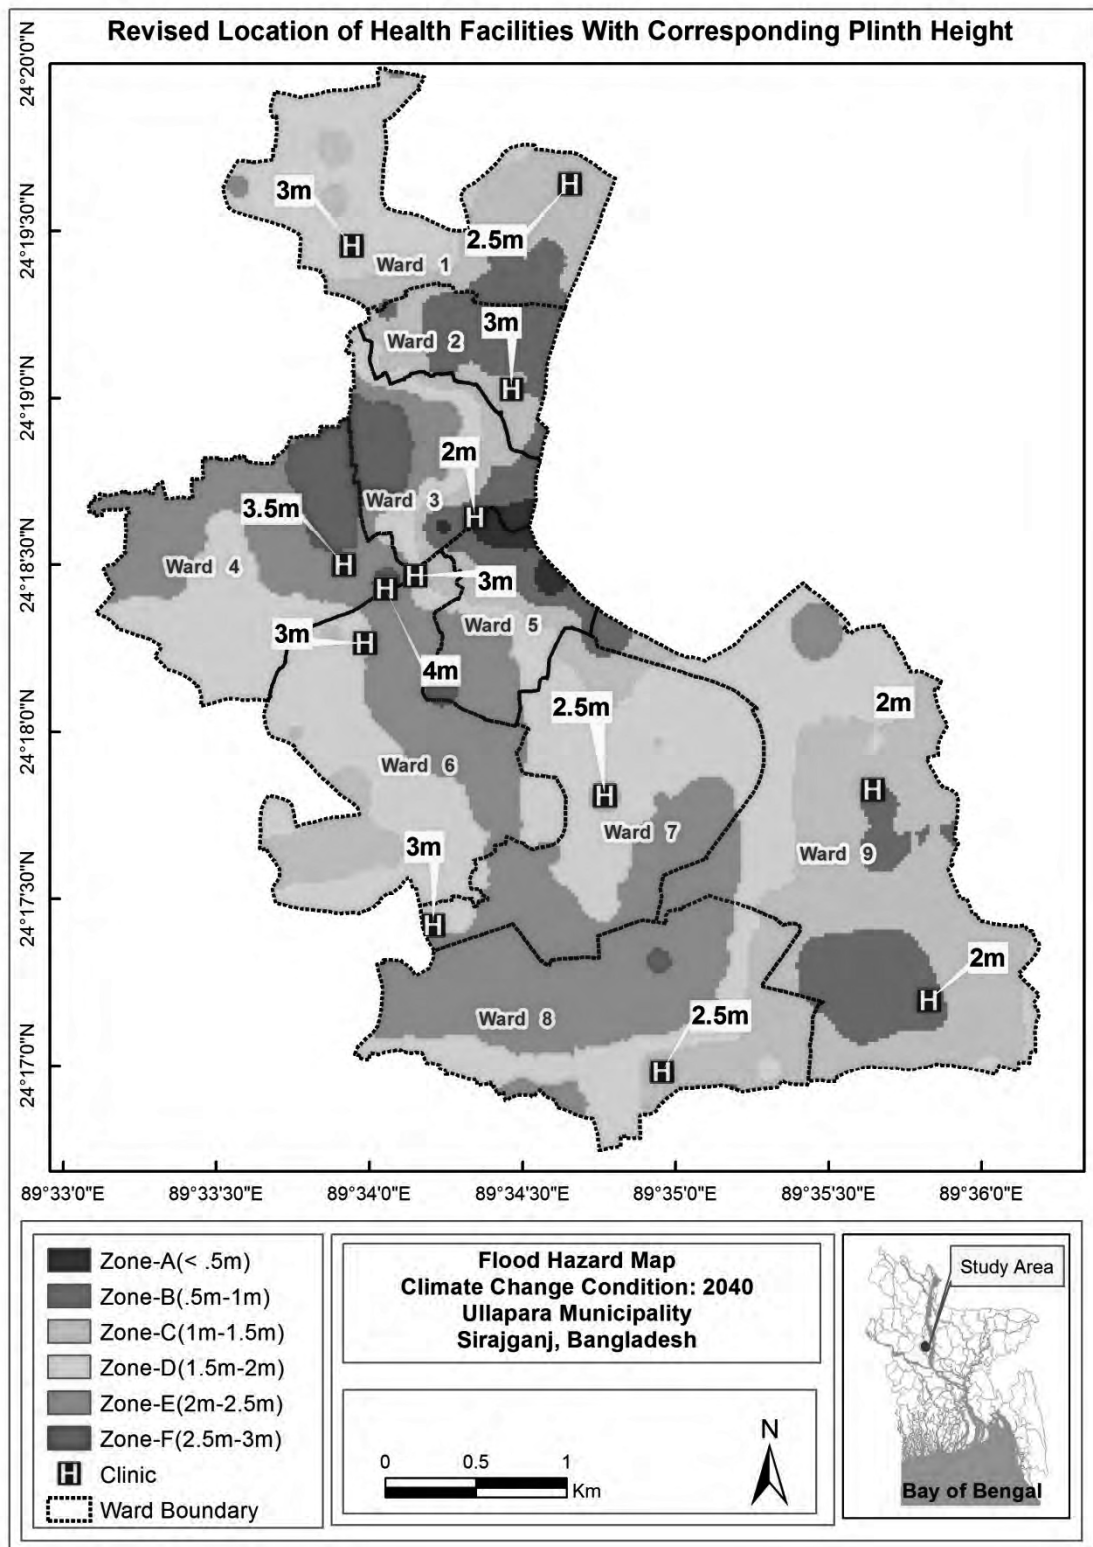 Revised Location of Health Facilities With Corresponding Plinth Height
24°20'0"N
24°19'30"N
24°19'0"N
24°18'30"N
24°18'0"N
24°17'30"N
24°17'0"N
3m
2.5m
Ward 1
3m
Ward 2
2m
Ward 3
3.5m
Ward 4
3m
Ward 5
3m
4m
2.5m
2m
Ward 6
Ward 7
3m
Ward 9
2m
2.5m
Ward 8
H
H
H
H
H
H
H
H
H
H
H
H
H
89°33'0"E 89°33'30"E 89°34'0"E 89°34'30"E 89°35'0"E 89°35'30"E 89°36'0"E
Zone-A(< .5m)
Zone-B(.5m-1m)
Zone-C(1m-1.5m)
Zone-D(1.5m-2m)
Zone-E(2m-2.5m)
Zone-F(2.5m-3m)
H Clinic
Ward Boundary
Flood Hazard Map
Climate Change Condition: 2040
Ullapara Municipality
Sirajganj, Bangladesh
0 0.5 1
Km
N
Study Area
Bay of Bengal